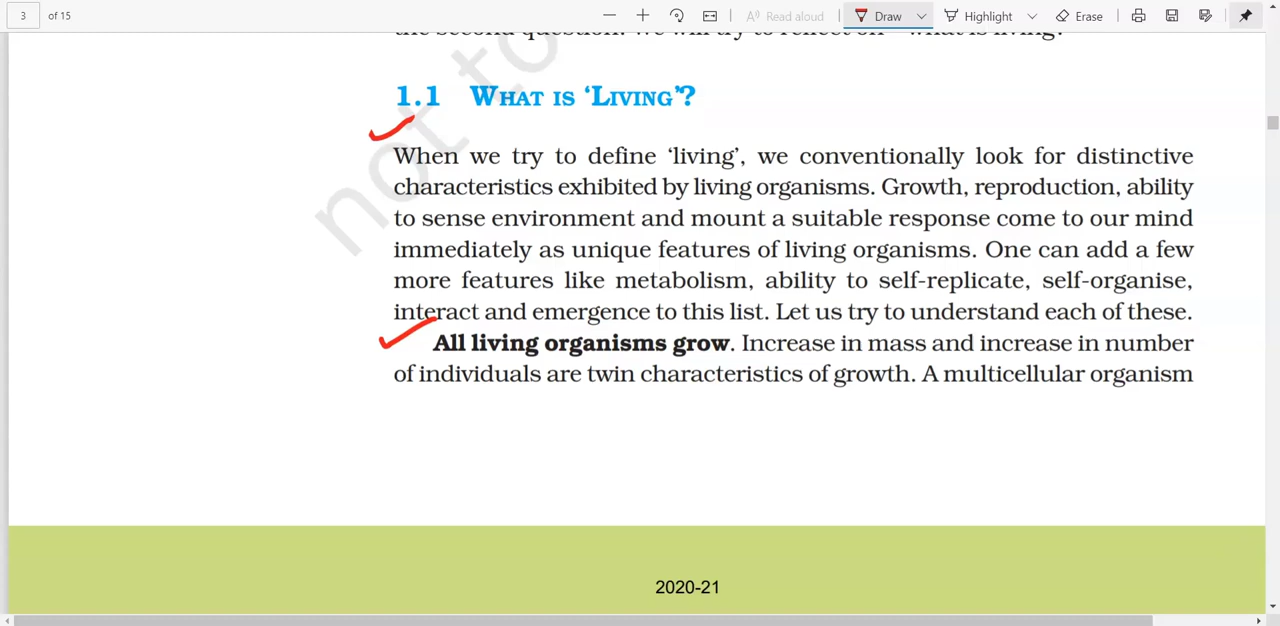 3 of 15 Read aloud Draw Highlight Erase
1.1 WHAT IS ‘LIVING’?
When we try to define ‘living’, we conventionally look for distinctive
characteristics exhibited by living organisms. Growth, reproduction, ability
to sense environment and mount a suitable response come to our mind
immediately as unique features of living organisms. One can add a few
more features like metabolism, ability to self-replicate, self-organise,
interact and emergence to this list. Let us try to understand each of these.
All living organisms grow. Increase in mass and increase in number
of individuals are twin characteristics of growth. A multicellular organism
not to
2020-21